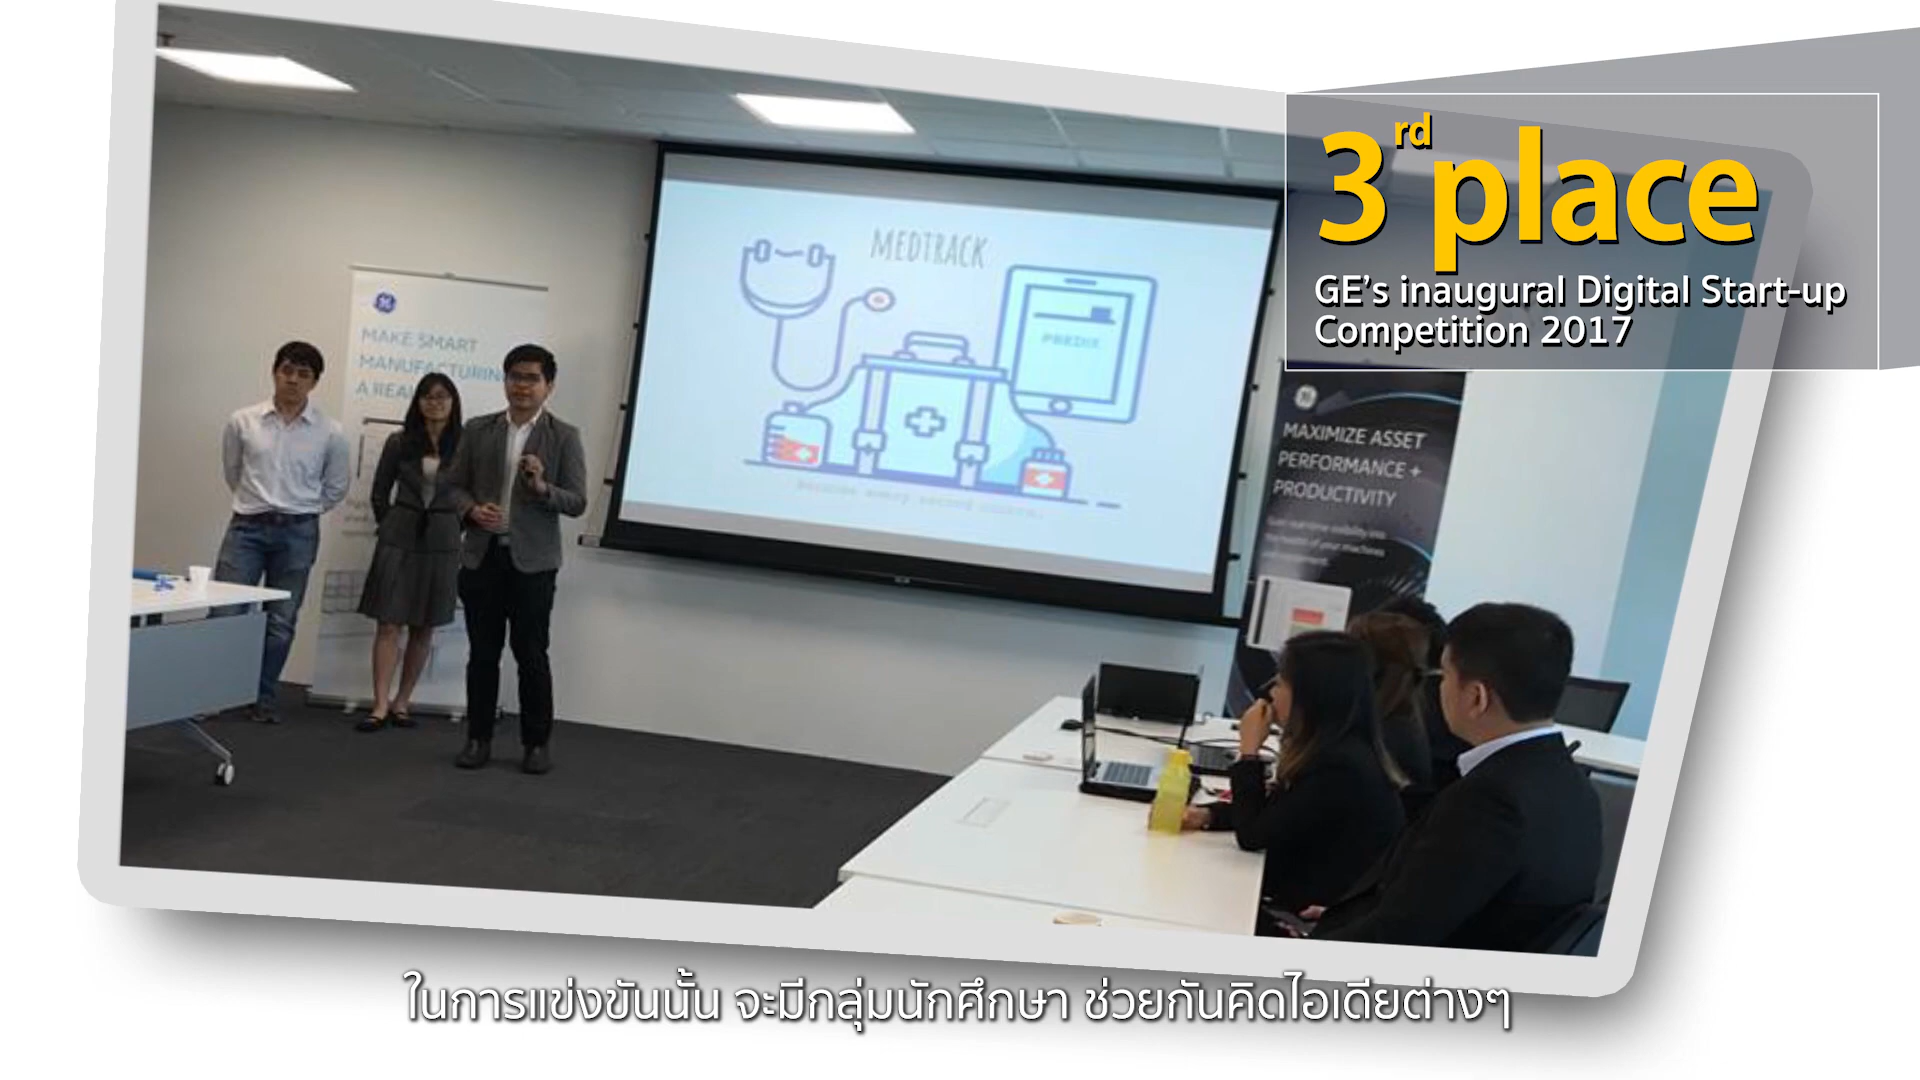 3rd place
GE's inaugural Digital Start-up
Competition 2017
MEDTRACK
PREDIX
MAKE SMART
MANUFACTURING
A REAL
MAXIMIZE ASSET
PERFORMANCE +
PRODUCTIVITY
ในการแข่งขันนั้น จะมีกลุ่มนักศึกษา ช่วยกันคิดไอเดียต่างๆ